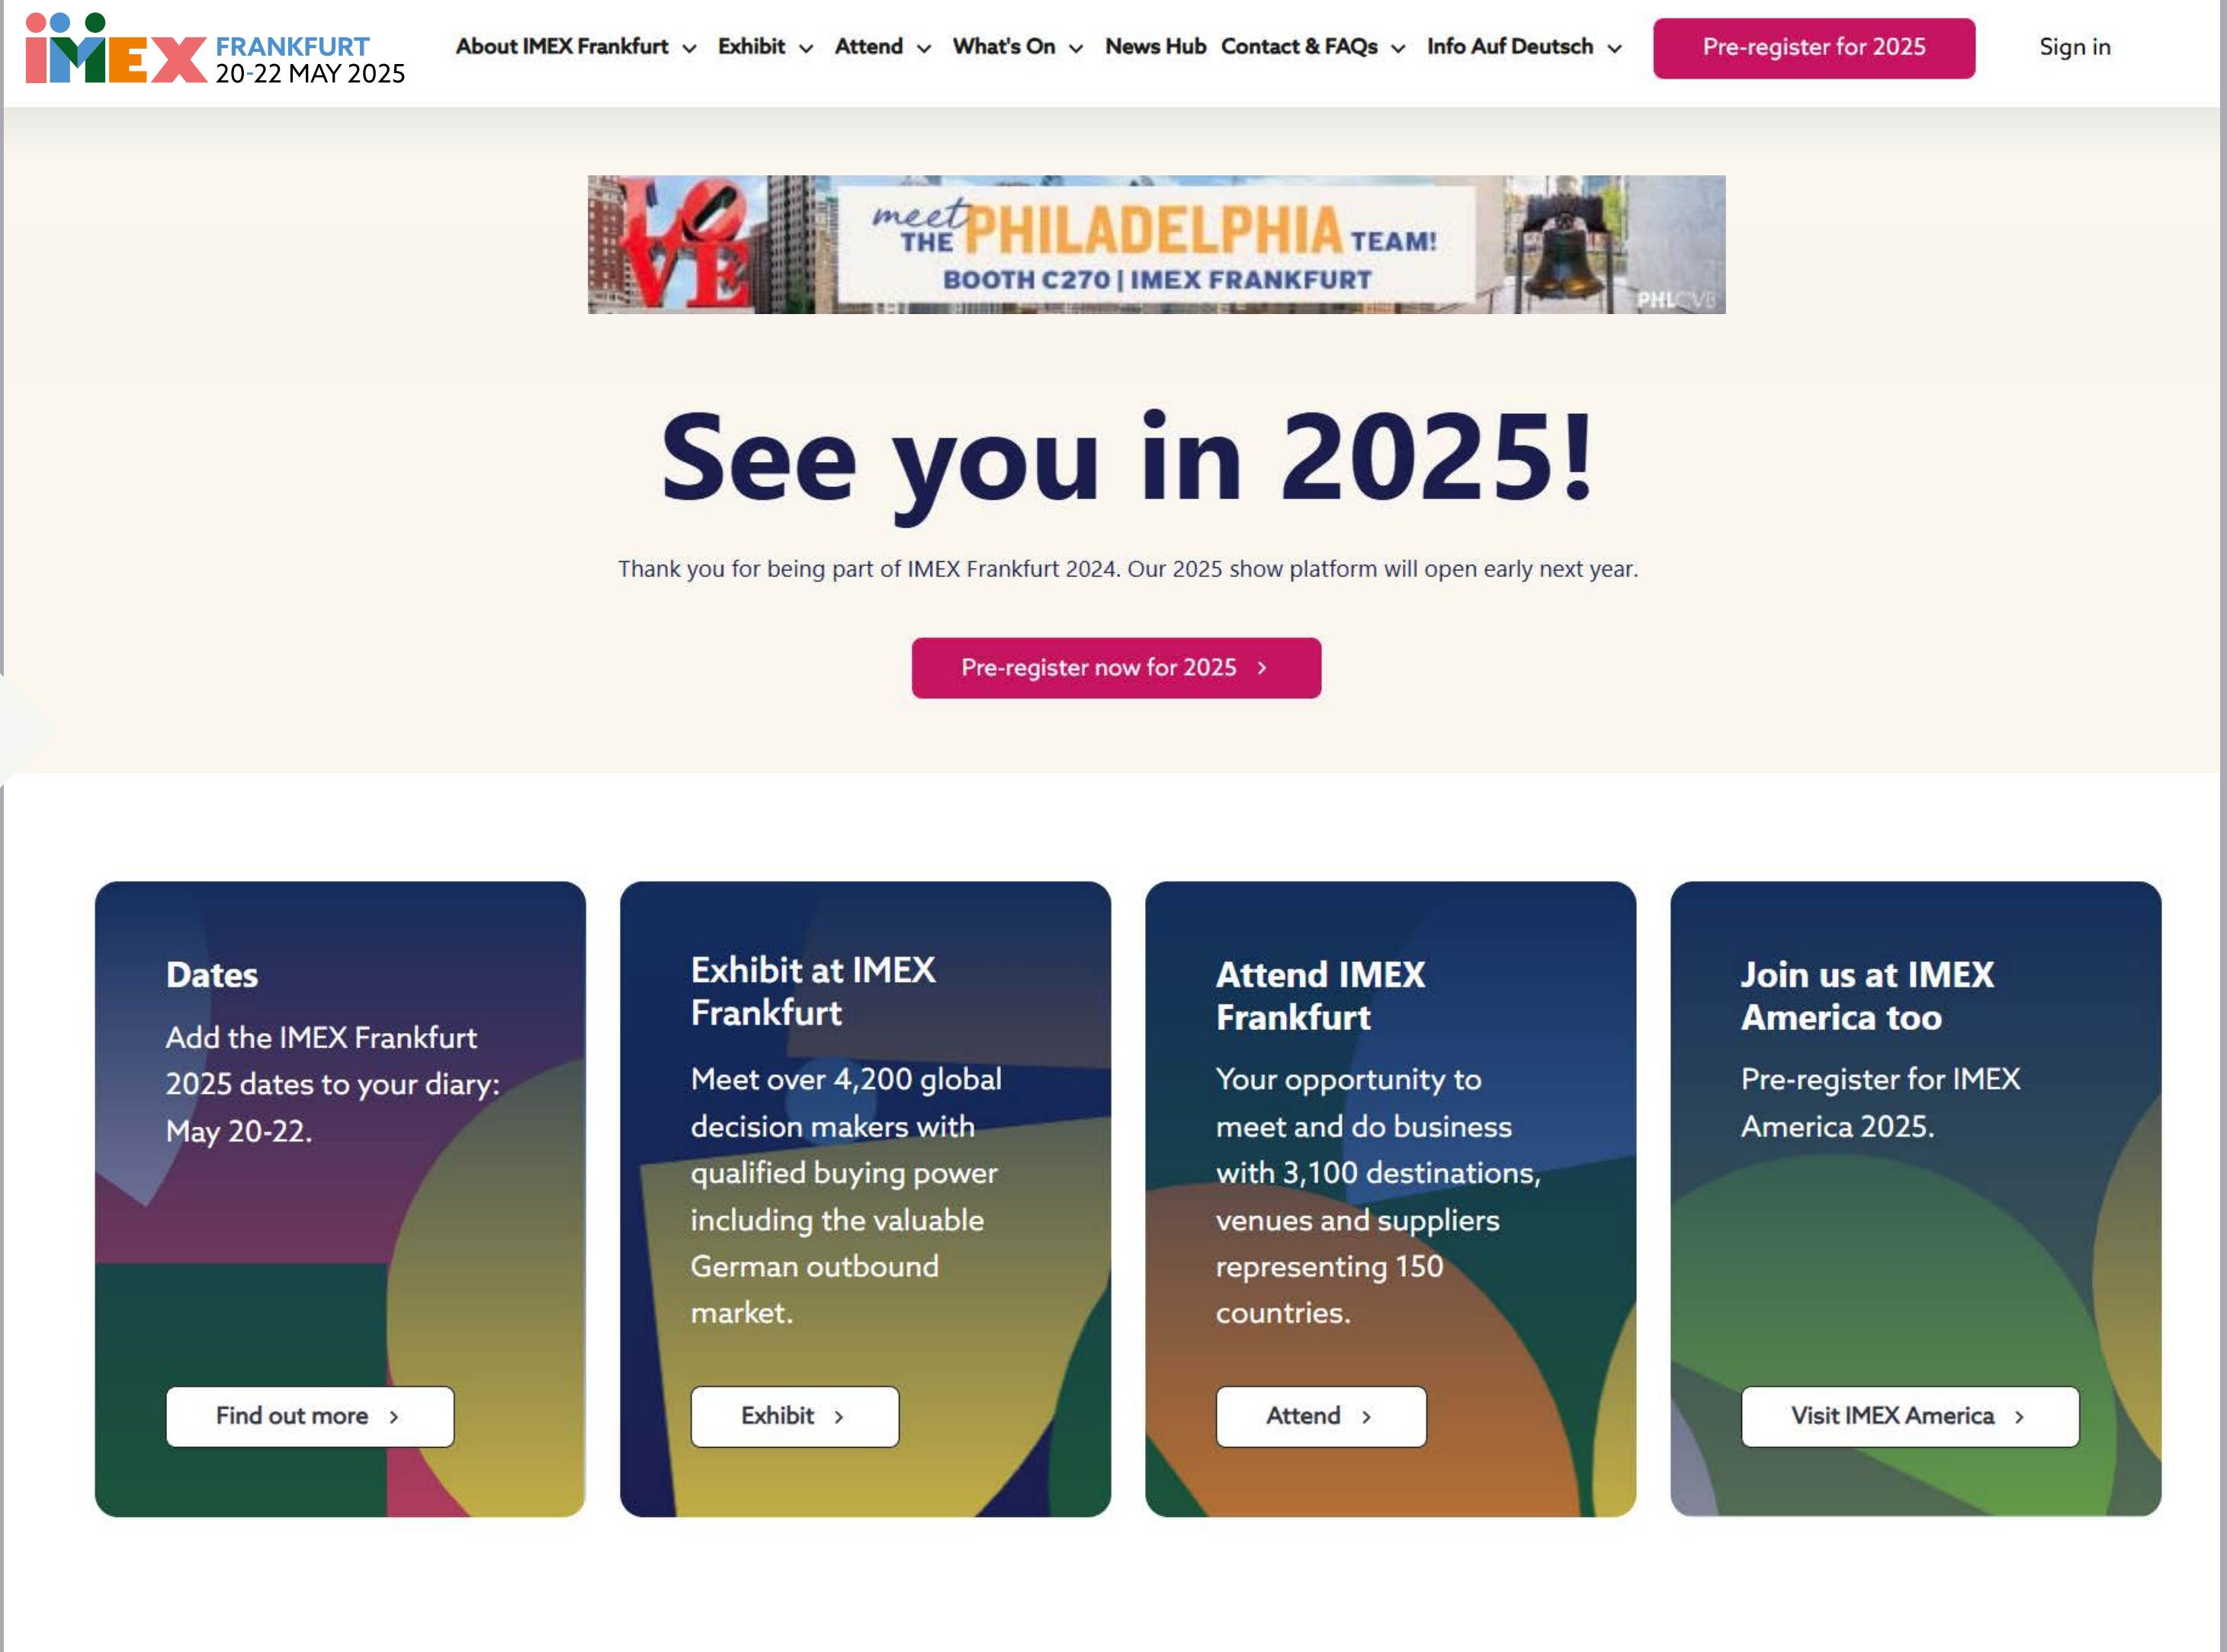 IMEX FRANKFURT
20-22 MAY 2025
About IMEX Frankfurt Exhibit Attend What's On News Hub Contact & FAQs Info Auf Deutsch Pre-register for 2025 Sign in
LOVE
meet THE PHILADELPHIA TEAM!
BOOTH C270 | IMEX FRANKFURT
PHLCVB
See you in 2025!
Thank you for being part of IMEX Frankfurt 2024. Our 2025 show platform will open early next year.
Pre-register now for 2025
Dates
Add the IMEX Frankfurt
2025 dates to your diary:
May 20-22.
Find out more
Exhibit at IMEX
Frankfurt
Meet over 4,200 global
decision makers with
qualified buying power
including the valuable
German outbound
market.
Exhibit
Attend IMEX
Frankfurt
Your opportunity to
meet and do business
with 3,100 destinations,
venues and suppliers
representing 150
countries.
Attend
Join us at IMEX
America too
Pre-register for IMEX
America 2025.
Visit IMEX America